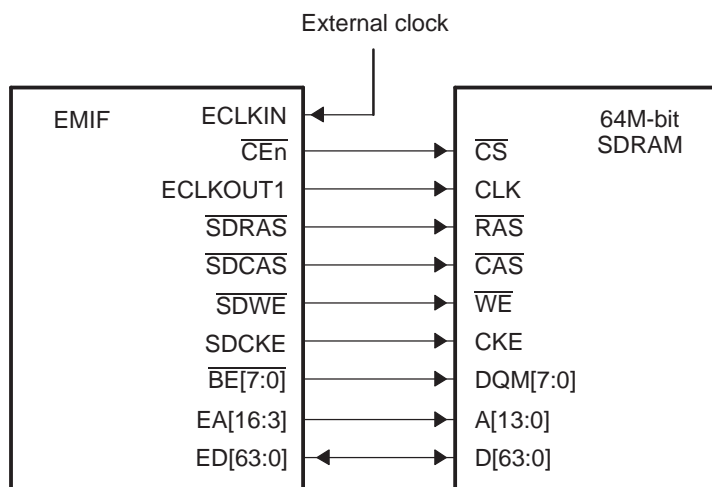 External clock
EMIF
ECLKIN
64M-bit
SDRAM
CEn
CS
ECLKOUT1
CLK
SDRAS
RAS
SDCAS
CAS
SDWE
WE
SDCKE
CKE
BE[7:0]
DQM[7:0]
EA[16:3]
A[13:0]
ED[63:0]
D[63:0]